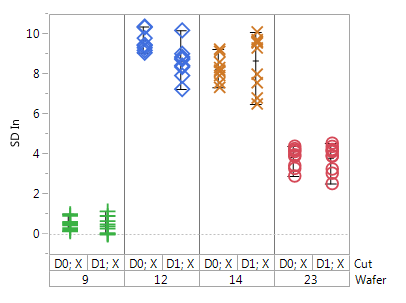 10
8
6
4
2
0
SD In
D0; X D1; X D0; X D1; X D0; X D1; X D0; X D1; X Cut
9 12 14 23 Wafer